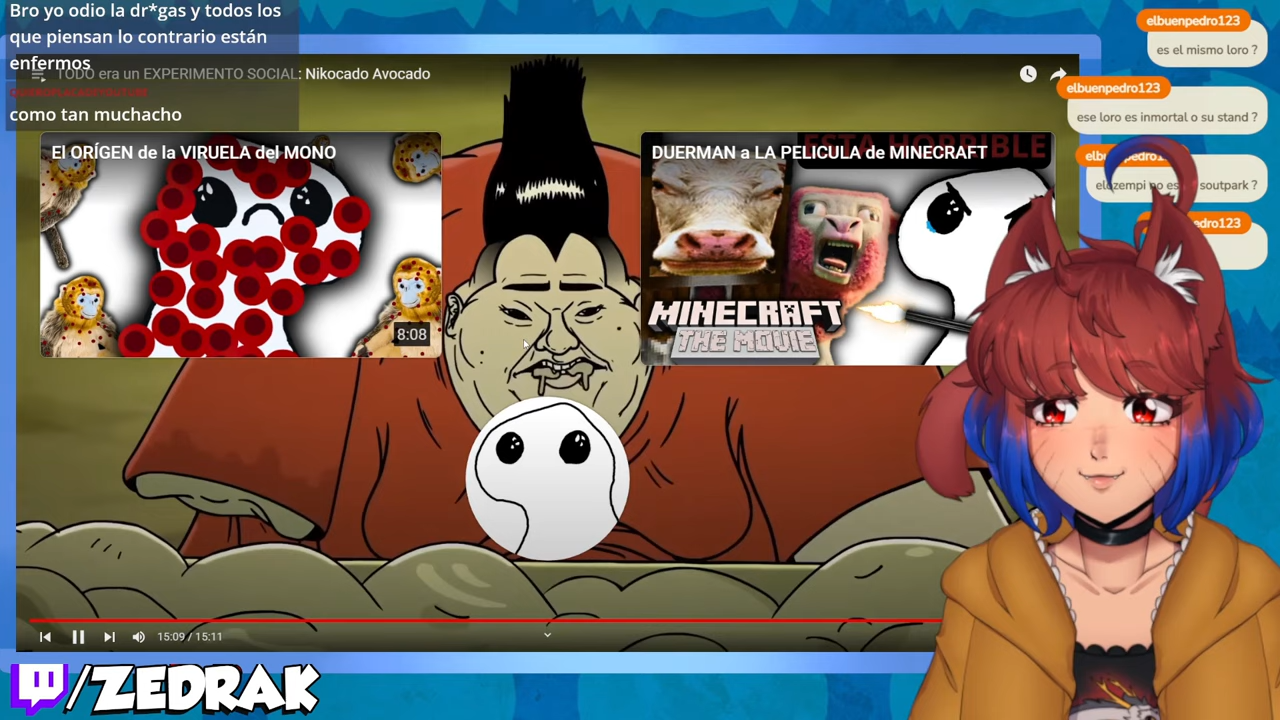 Bro yo odio la dr*gas y todos los
que piensan lo contrario están
enfermos
como tan muchacho
TODO era un EXPERIMENTO SOCIAL: Nikocado Avocado
El ORÍGEN de la VIRUELA del MONO
8:08
ESTA HORRIBLE
DUERMAN a LA PELICULA de MINECRAFT
MINECRAFT
THE MOVIE
15:09 / 15:11
/ZEDRAK
elbuenpedro123
es el mismo loro ?
elbuenpedro123
ese loro es inmortal o su stand ?
soutpark ?